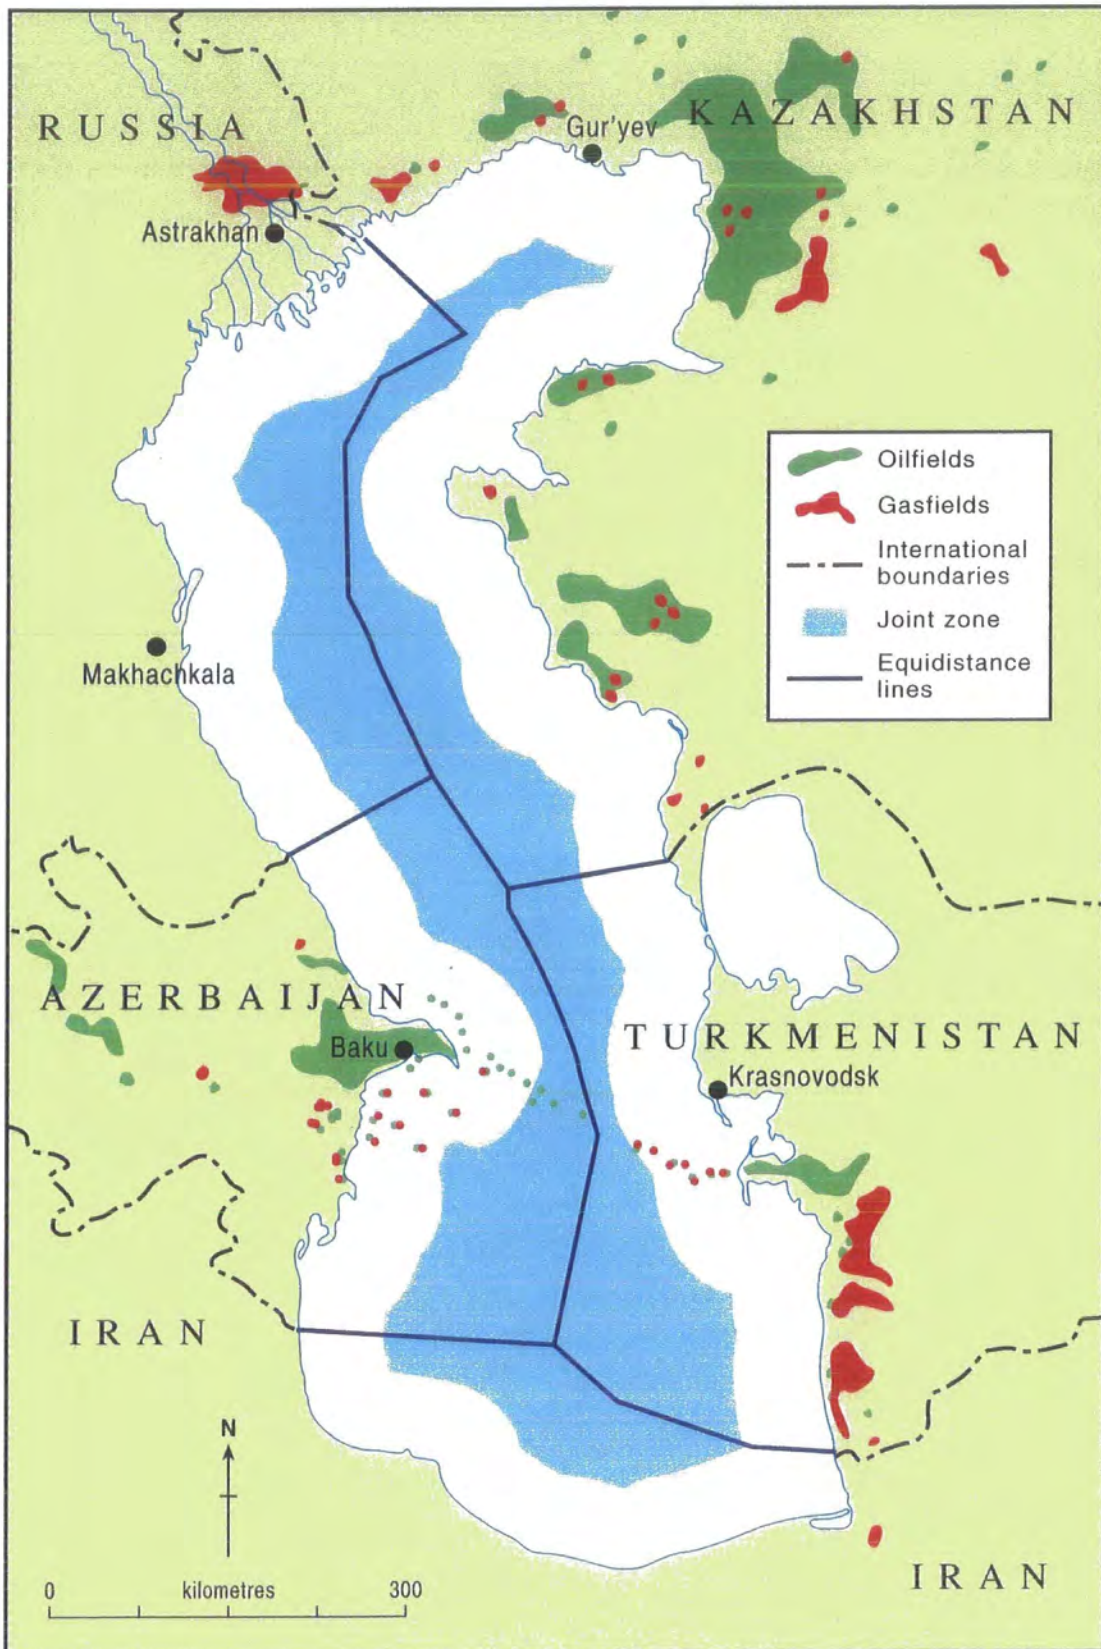 KAZAKHSTAN
RUSSIA
Gur'yev
Astrakhan
Oilfields
Gasfields
International
boundaries
Joint zone
Equidistance
lines
Makhachkala
AZERBAIJAN
Baku
TURKMENISTAN
Krasnovodsk
IRAN
N
0 kilometres 300
IRAN